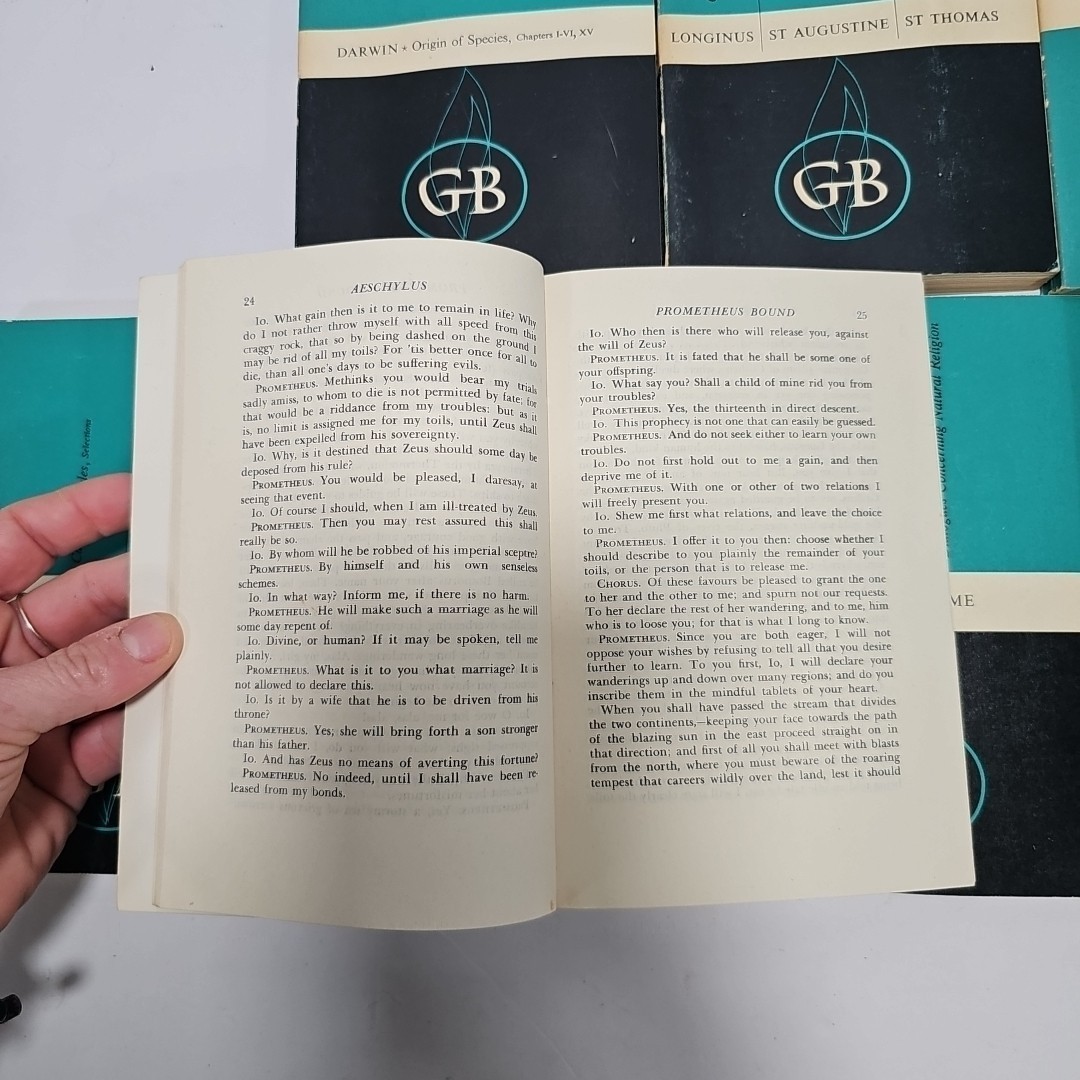 DARWIN * Origin of Species, Chapters I-VI, XV
GB
LONGINUS | ST AUGUSTINE | ST THOMAS
GB
24
AESCHYLUS
Io. What gain then is it to me to remain in life? Why
do I not rather throw myself with all speed from this
craggy rock, that so by being dashed on the ground I
may be rid of all my toils? For 'tis better once for all to
die, than all one's days to be suffering evils.
PROMETHEUS. Methinks you would bear my trials
sadly amiss, to whom to die is not permitted by fate; for
that would be a riddance from my troubles: but as it
is, no limit is assigned me for my toils, until Zeus shall
have been expelled from his sovereignty.
Io. Why, is it destined that Zeus should some day be
deposed from his rule?
PROMETHEUS. You would be pleased, I daresay, at
seeing that event.
Io. Of course I should, when I am ill-treated by Zeus.
PROMETHEUS. Then you may rest assured this shall
really be so.
Io. By whom will he be robbed of his imperial sceptre?
PROMETHEUS. By himself and his own senseless
schemes.
Io. In what way? Inform me, if there is no harm.
PROMETHEUS. He will make such a marriage as he will
some day repent of.
Io. Divine, or human? If it may be spoken, tell me
plainly.
PROMETHEUS. What is it to you what marriage? It is
not allowed to declare this.
Io. Is it by a wife that he is to be driven from his
throne?
PROMETHEUS. Yes; she will bring forth a son stronger
than his father.
Io. And has Zeus no means of averting this fortune?
PROMETHEUS. No indeed, until I shall have been re-
leased from my bonds.
PROMETHEUS BOUND
25
Io. Who then is there who will release you, against
the will of Zeus?
PROMETHEUS. It is fated that he shall be some one of
your offspring.
Io. What say you? Shall a child of mine rid you from
your troubles?
PROMETHEUS. Yes, the thirteenth in direct descent.
Io. This prophecy is not one that can easily be guessed.
PROMETHEUS. And do not seek either to learn your own
troubles.
Io. Do not first hold out to me a gain, and then
deprive me of it.
PROMETHEUS. With one or other of two relations I
will freely present you.
Io. Shew me first what relations, and leave the choice
to me.
PROMETHEUS. I offer it to you then: choose whether I
should describe to you plainly the remainder of your
toils, or the person that is to release me.
CHORUS. Of these favours be pleased to grant the one
to her and the other to me; and spurn not our requests.
To her declare the rest of her wandering, and to me, him
who is to loose you; for that is what I long to know.
PROMETHEUS. Since you are both eager, I will not
oppose your wishes by refusing to tell all that you desire
further to learn. To you first, Io, I will declare your
wanderings up and down over many regions; and do you
inscribe them in the mindful tablets of your heart.
When you shall have passed the stream that divides
the two continents,—keeping your face towards the path
of the blazing sun in the east proceed straight on in
that direction; and first of all you shall meet with blasts
from the north, where you must beware of the roaring
tempest that careers wildly over the land, lest it should
Selections
Concerning Natural Religion
ME